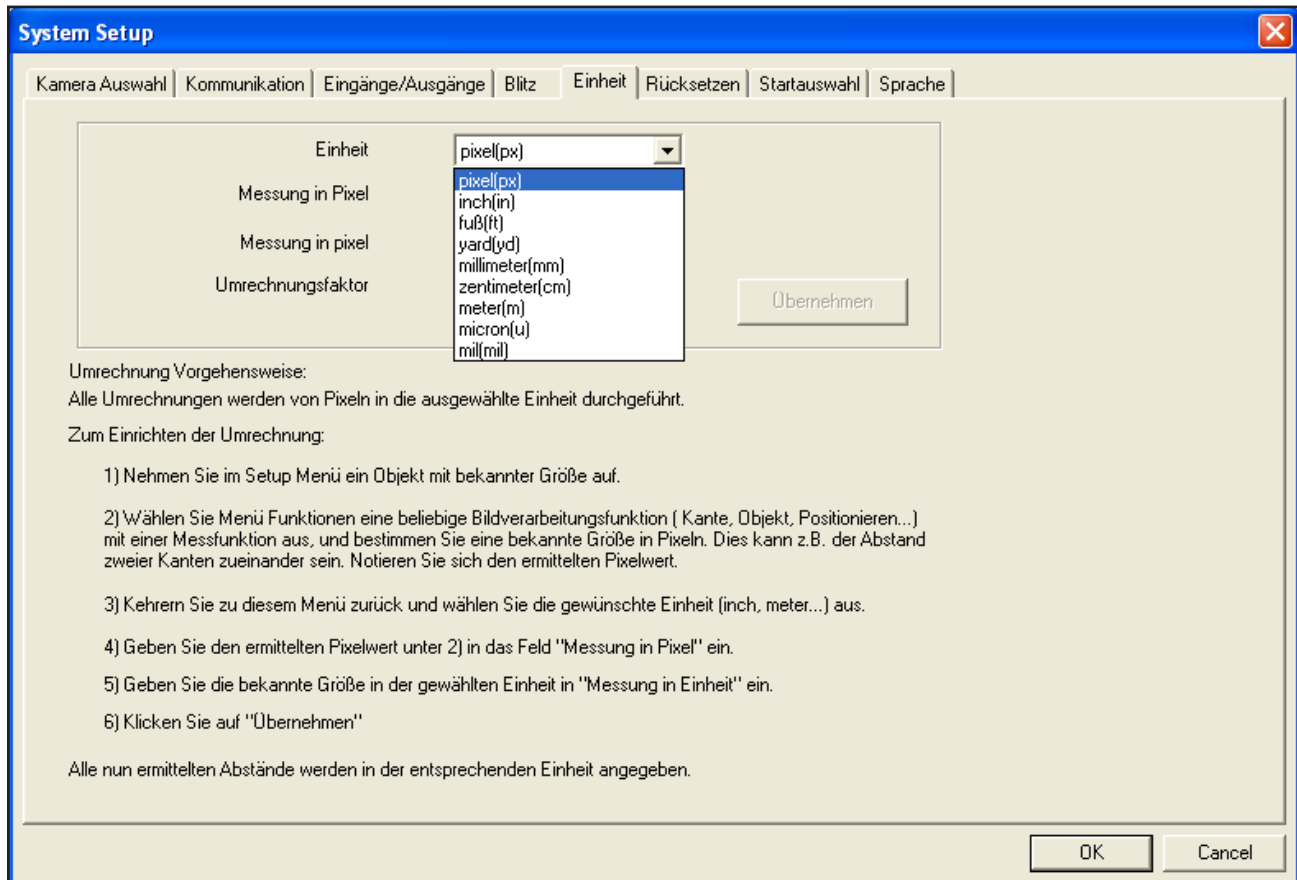 System Setup
Kamera Auswahl Kommunikation Eingänge/Ausgänge Blitz Einheit Rücksetzen Startauswahl Sprache
Einheit pixel(px)
pixel(px)
Messung in Pixel
inch(in)
fuß(ft)
Messung in pixel
yard(yd)
millimeter(mm)
Umrechnungsfaktor
zentimeter(cm)
Übernehmen
meter(m)
micron(u)
mil(mil)
Umrechnung Vorgehensweise:
Alle Umrechnungen werden von Pixeln in die ausgewählte Einheit durchgeführt.
Zum Einrichten der Umrechnung:
1) Nehmen Sie im Setup Menü ein Objekt mit bekannter Größe auf.
2) Wählen Sie Menü Funktionen eine beliebige Bildverarbeitungsfunktion ( Kante, Objekt, Positionieren...)
mit einer Messfunktion aus, und bestimmen Sie eine bekannte Größe in Pixeln. Dies kann z.B. der Abstand
zweier Kanten zueinander sein. Notieren Sie sich den ermittelten Pixelwert.
3) Kehrern Sie zu diesem Menü zurück und wählen Sie die gewünschte Einheit (inch, meter...) aus.
4) Geben Sie den ermittelten Pixelwert unter 2) in das Feld "Messung in Pixel" ein.
5) Geben Sie die bekannte Größe in der gewählten Einheit in "Messung in Einheit" ein.
6) Klicken Sie auf "Übernehmen"
Alle nun ermittelten Abstände werden in der entsprechenden Einheit angegeben.
OK Cancel